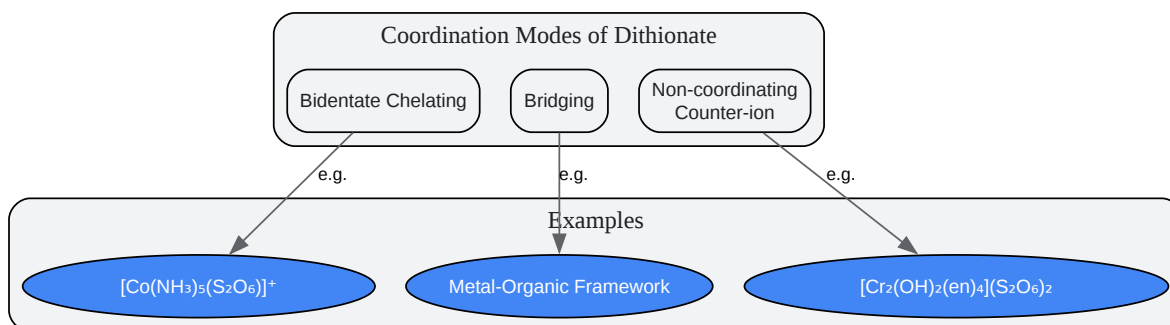 Coordination Modes of Dithionate
Bidentate Chelating
Bridging
Non-coordinating
Counter-ion
e.g.
e.g.
e.g.
Examples
[Co(NH₃)₅(S₂O₆)]⁺
Metal-Organic Framework
[Cr₂(OH)₂(en)₄](S₂O₆)₂